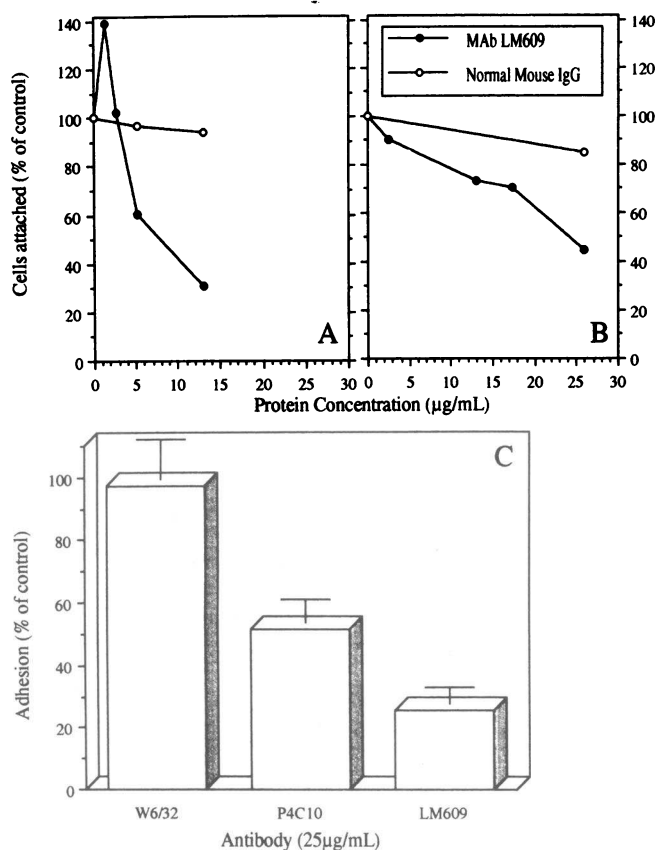 140
120
100
80
60
40
20
0
Cells attached (% of control)
A
0 5 10 15 20 25 30
MAb LM609
Normal Mouse IgG
140
120
100
80
60
40
20
0
B
0 5 10 15 20 25 30
Protein Concentration (µg/mL)
C
100
80
60
40
20
0
Adhesion (% of control)
W6/32 P4C10 LM609
Antibody (25µg/mL)